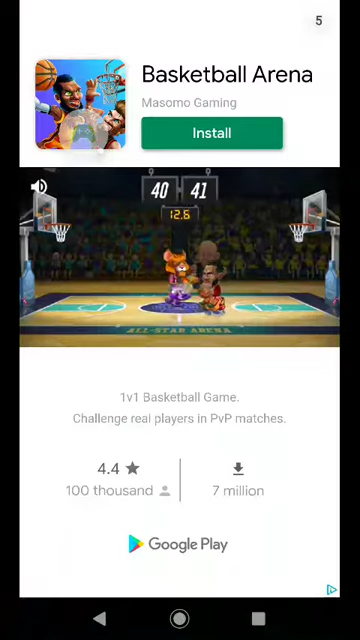 5
Basketball Arena
Masomo Gaming
Install
40 41
12.6
ALL-STAR ARENA
1v1 Basketball Game.
Challenge real players in PvP matches.
4.4
100 thousand
7 million
Google Play